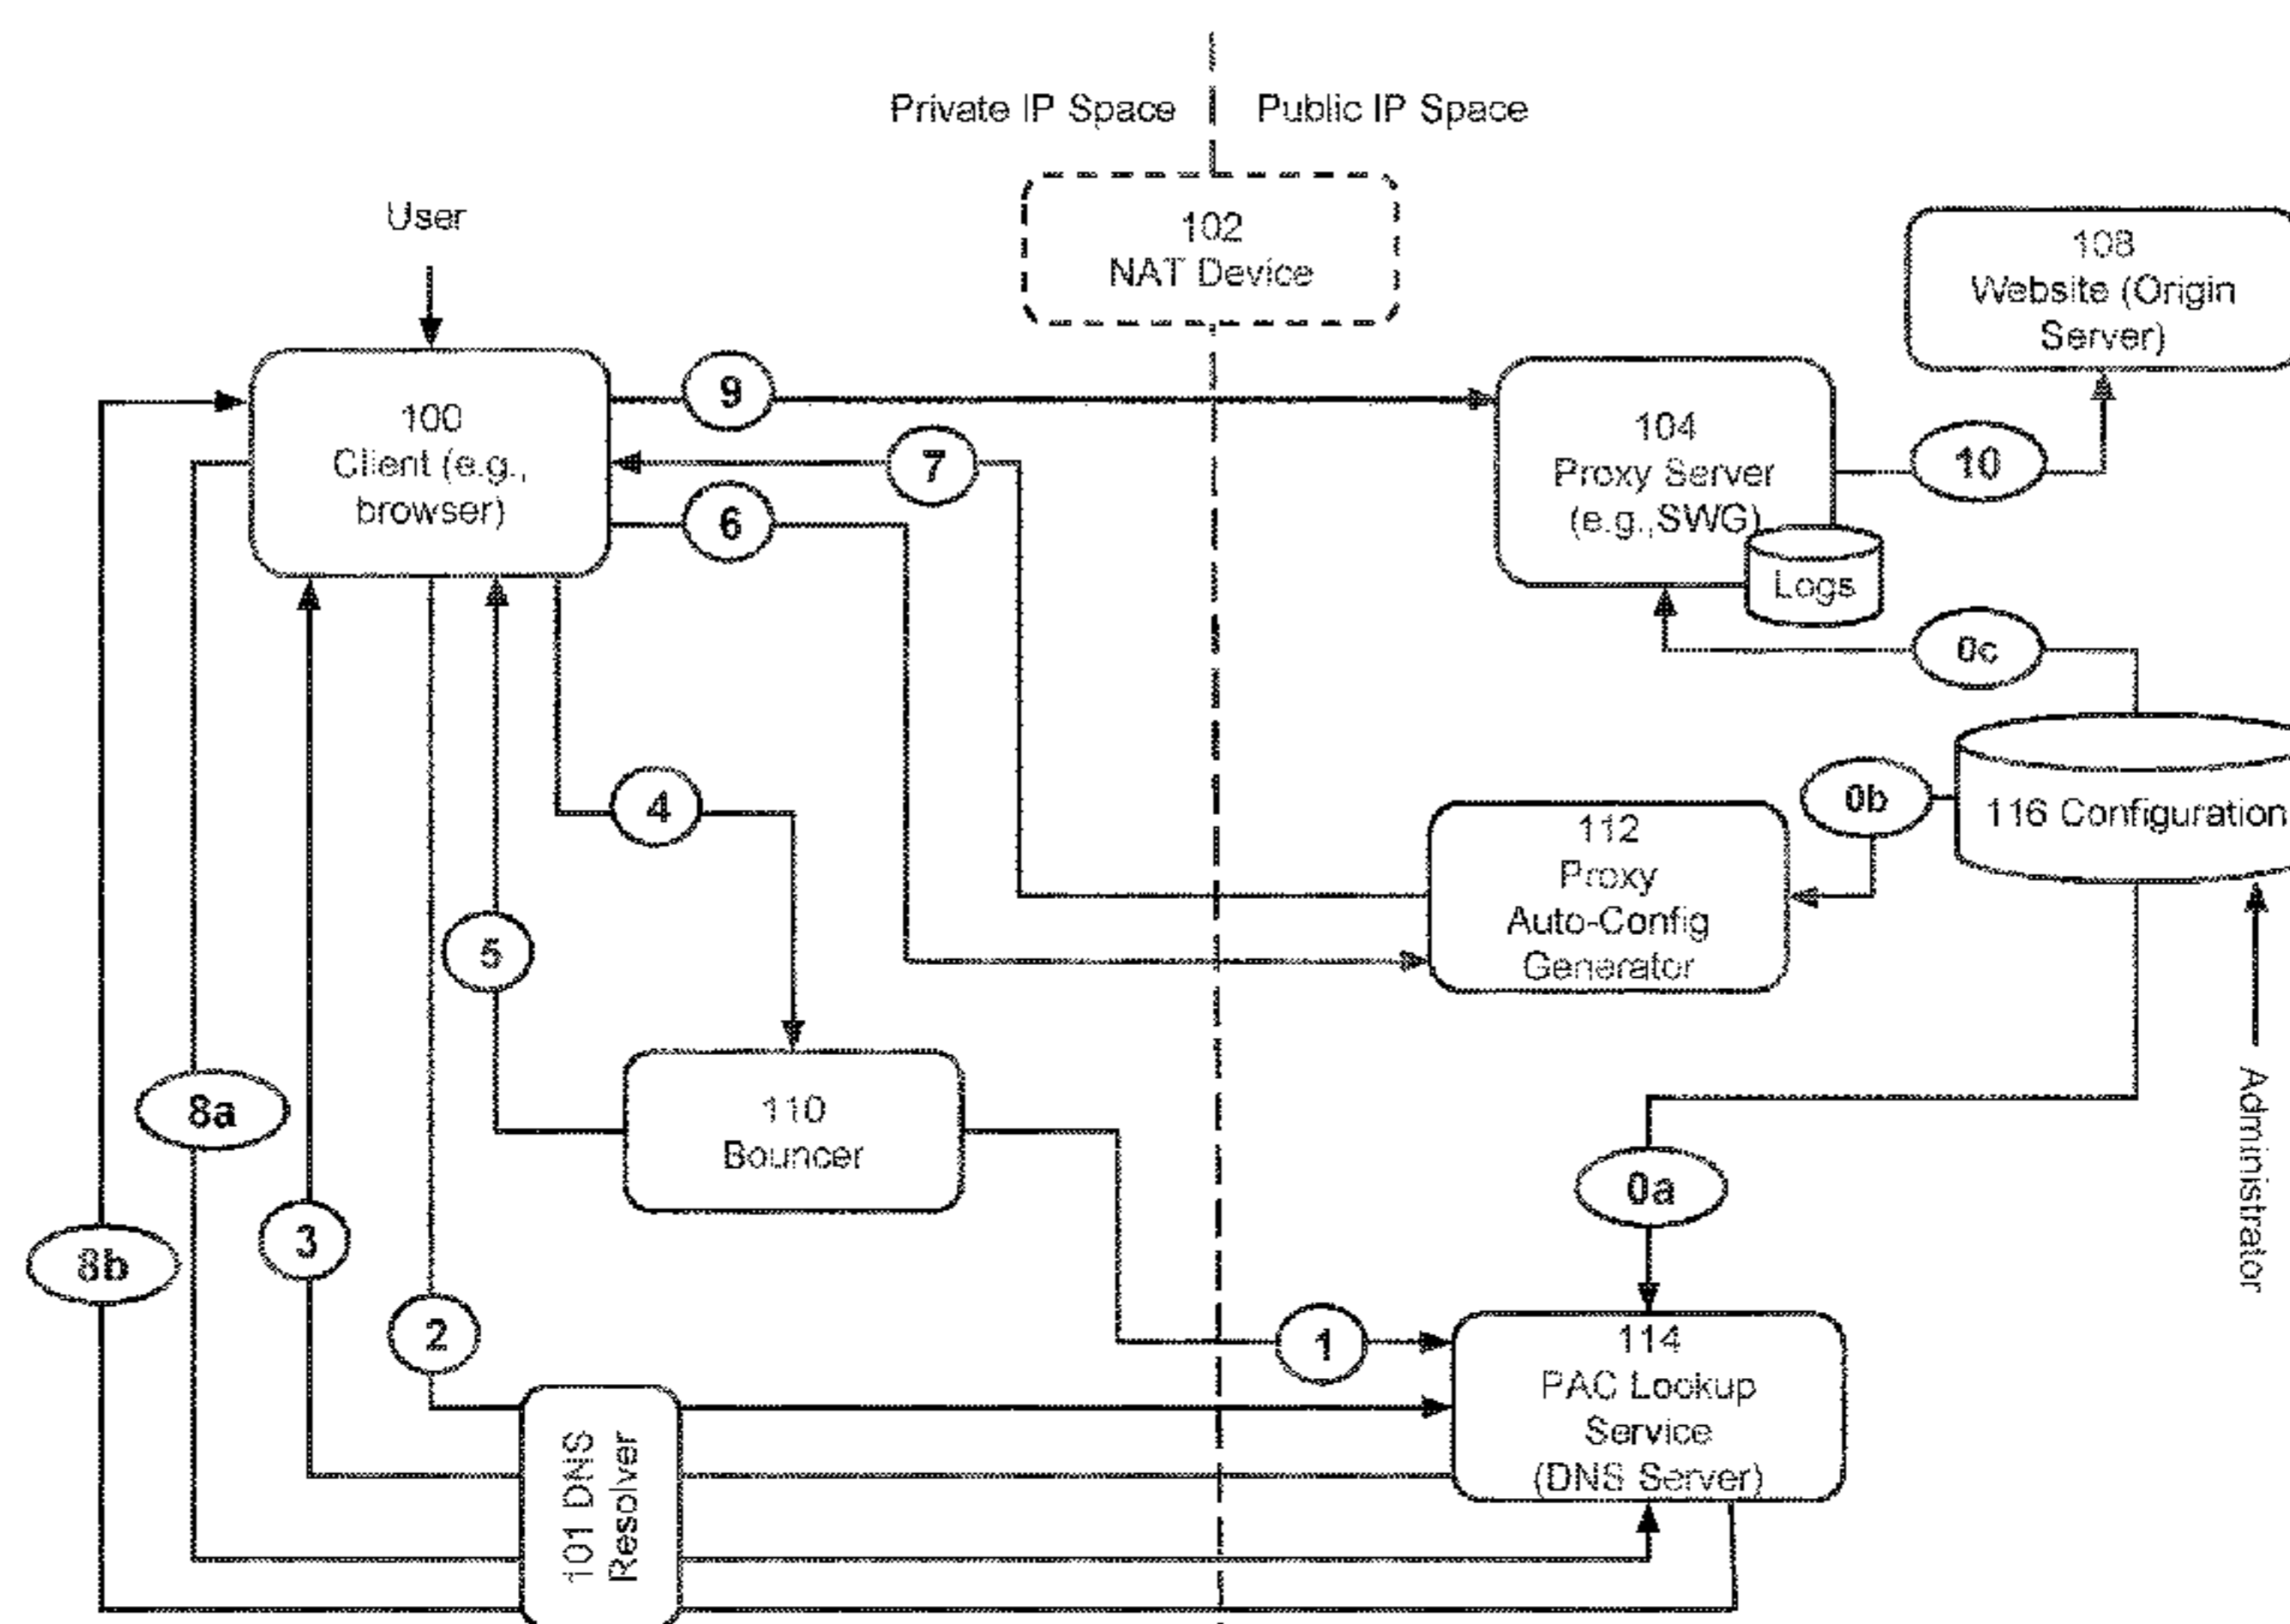 Private IP Space
Public IP Space
User
102
NAT Device
108
Website (Origin
Server)
9
100
Client (e.g.,
browser)
7
104
Proxy Server
(e.g.,SWG)
10
6
Logs
0c
4
0b
116 Configuration
112
Proxy
Auto-Config
Generator
5
8a
110
Bouncer
0a
Administrator
3
8b
2
1
114
PAC Lookup
Service
(DNS Server)
101 DNS
Resolver